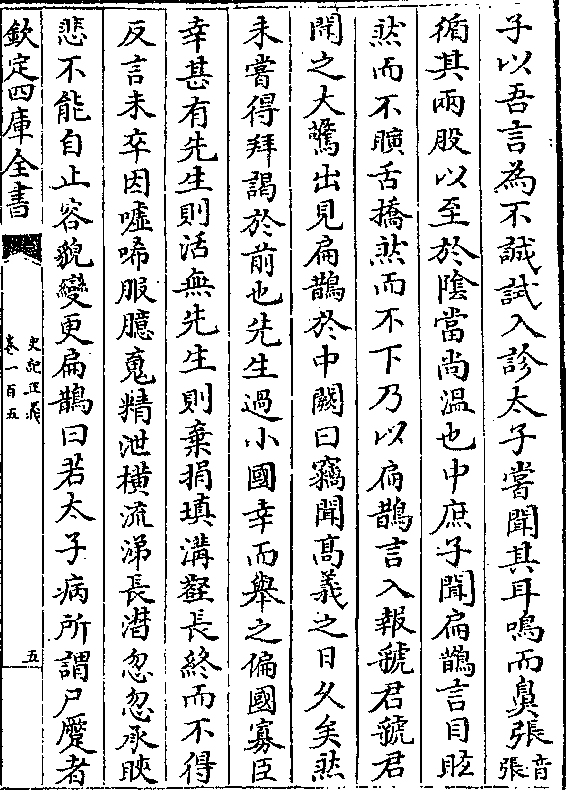 子以吾言為不誠試入診太子當聞其耳鳴而鼻張音張
循其兩股以至於陰當尚溫也中庶子聞扁鵲言目眩
然而不瞚舌撟然而不下乃以扁鵲言入報虢君虢君
聞之大驚出見扁鵲於中闕曰竊聞髙義之日久矣然
未嘗得拜謁於前也先生過小國幸而舉之偏國寡臣
幸甚有先生則活無先生則棄捐填溝壑長終而不得
反言未卒因噓唏服臆䰟精泄橫流涕長潸忽忽承䀹
悲不能自止容貌變更扁鵲曰若太子病所謂尸蹷者
欽定四庫全書
史記正義
卷一百五
五